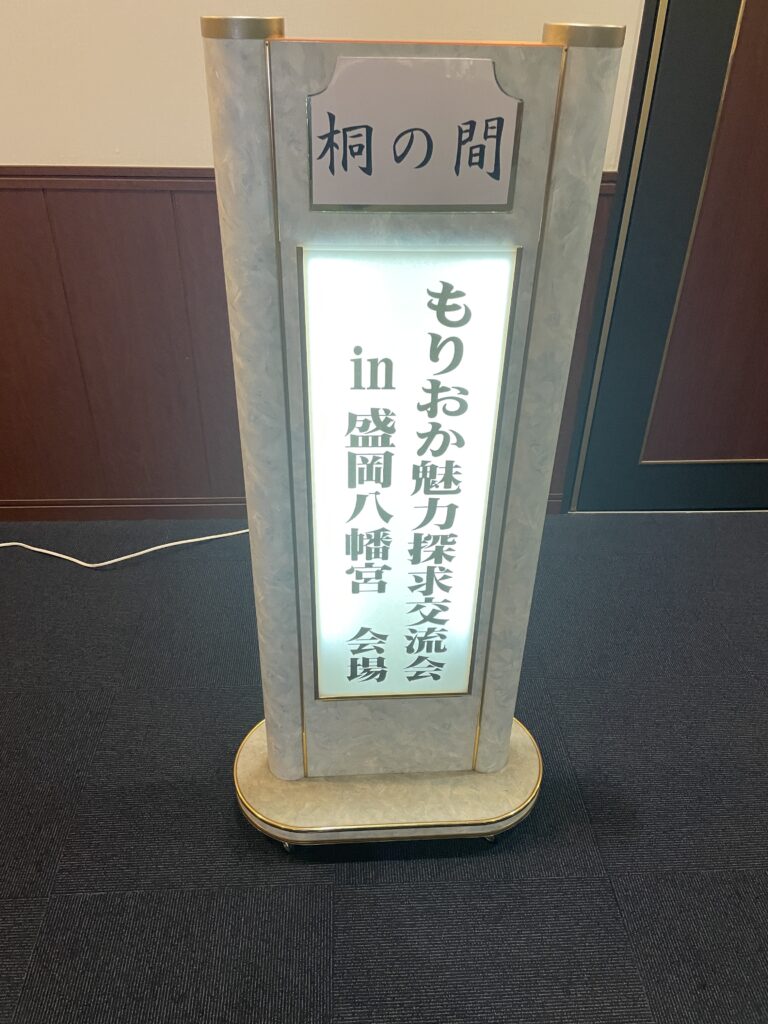 桐の間
もりおか魅力探求交流会
in 盛岡八幡宮　会場